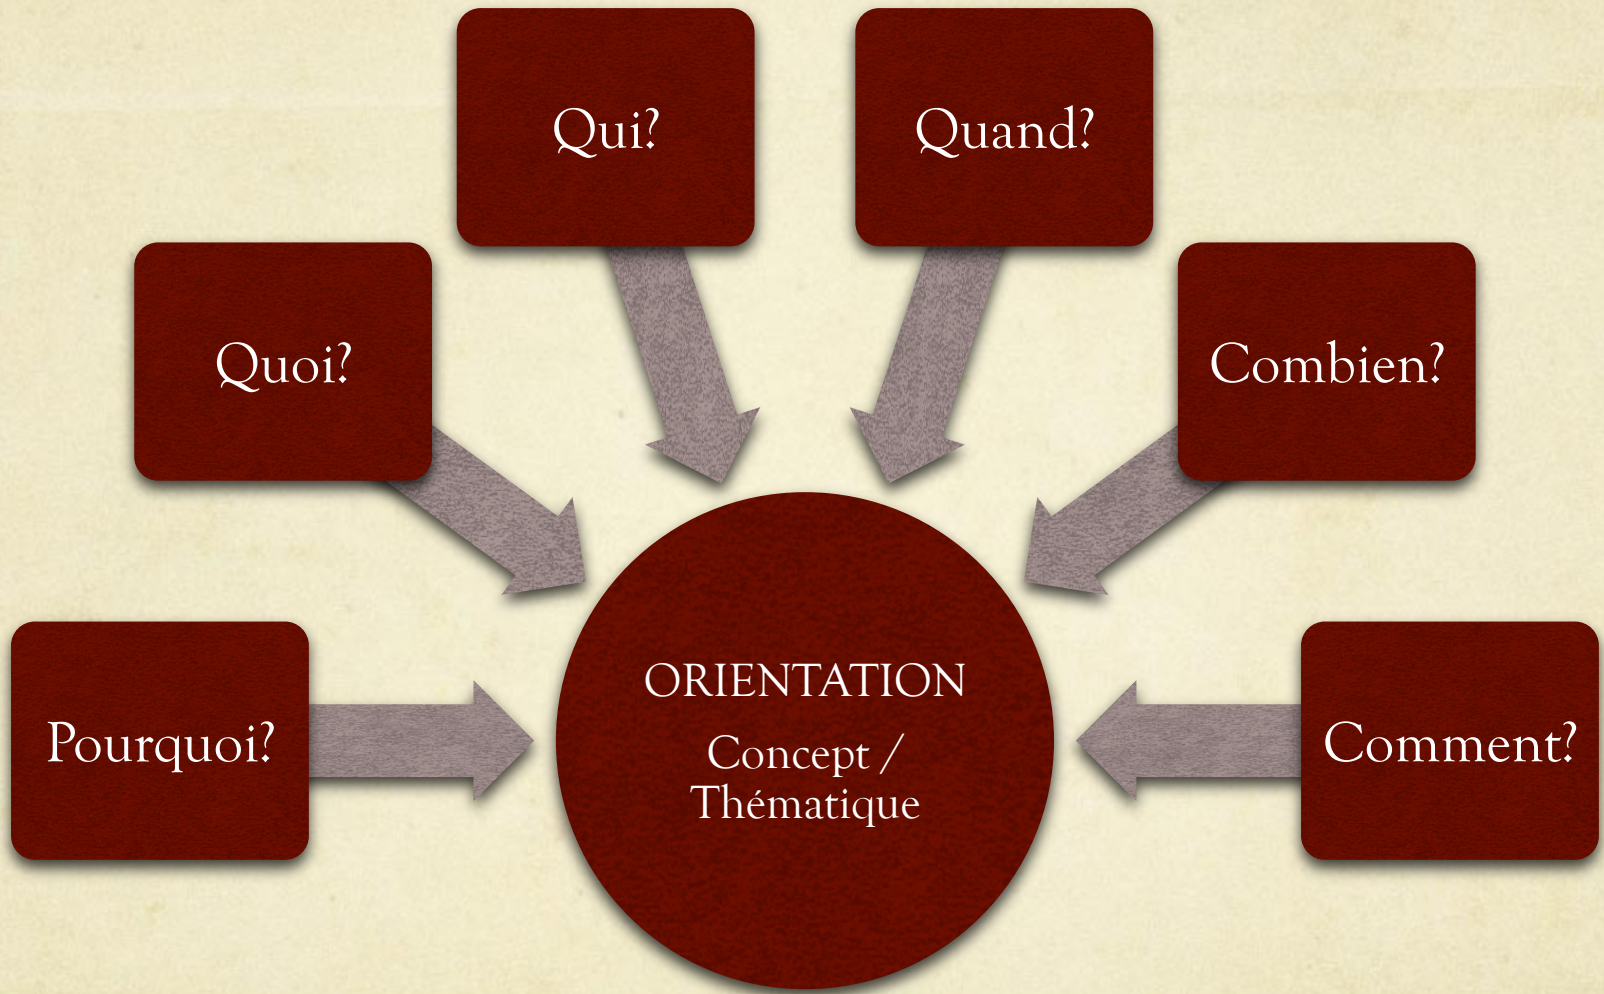 Qui?
Quand?
Quoi?
Combien?
Pourquoi?
ORIENTATION
Concept /
Thématique
Comment?